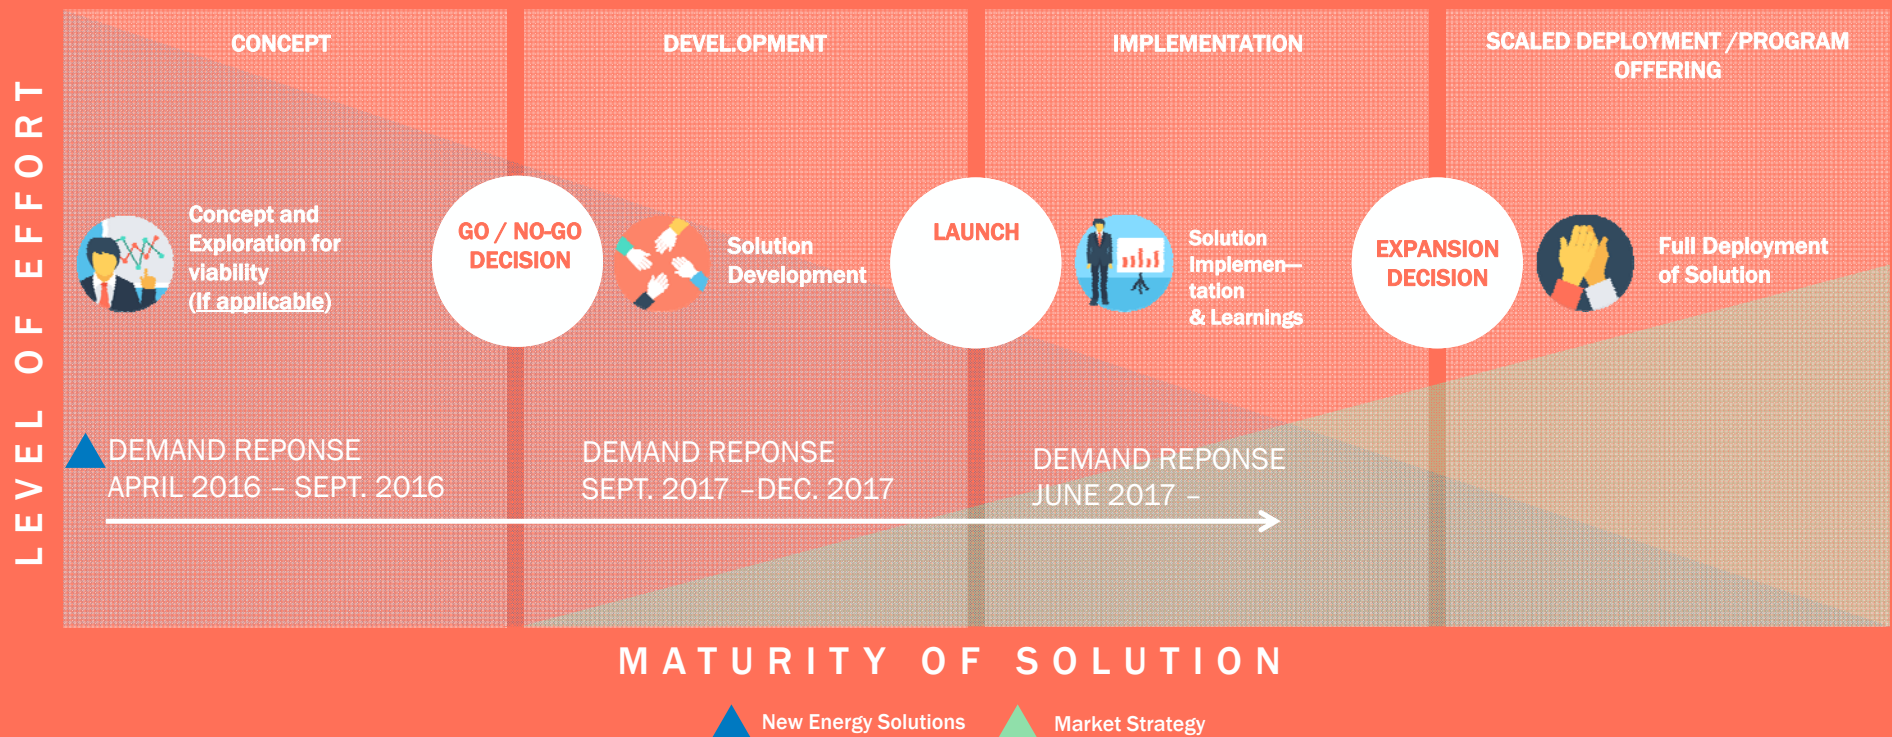 CONCEPT
DEVEL.OPMENT
IMPLEMENTATION
SCALED DEPLOYMENT /PROGRAM
OFFERING
LEVEL OF EFFORT
Concept and
Exploration for
viability
(If applicable)
GO / NO-GO
DECISION
Solution
Development
LAUNCH
Solution
Implemen—
tation
& Learnings
EXPANSION
DECISION
Full Deployment
of Solution
DEMAND REPONSE
APRIL 2016 – SEPT. 2016
DEMAND REPONSE
SEPT. 2017 –DEC. 2017
DEMAND REPONSE
JUNE 2017 –
MATURITY OF SOLUTION
New Energy Solutions
Market Strategy